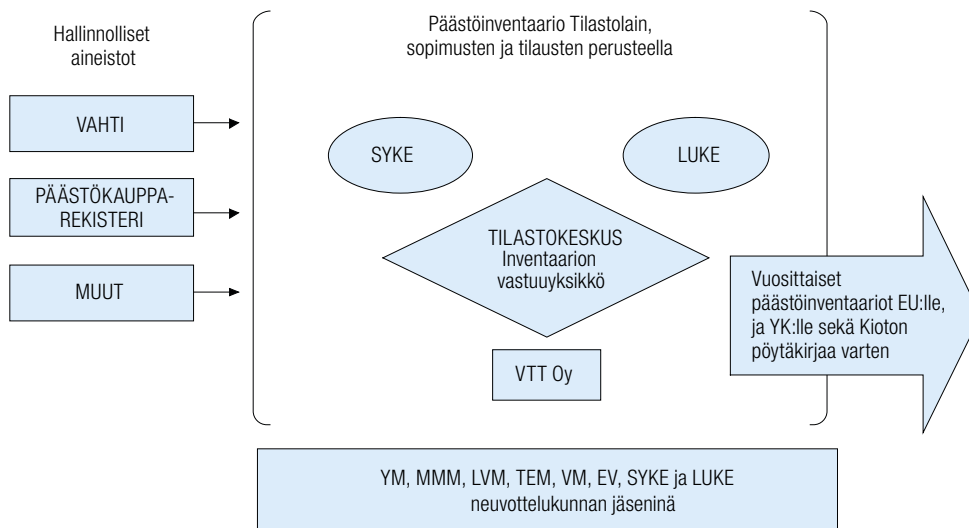 Hallinnolliset
aineistot
VAHTI
PÄÄSTÖKAUPPA-
REKISTERI
MUUT
Päästöinventaario Tilastolain,
sopimusten ja tilausten perusteella
SYKE
LUKE
TILASTOKESKUS
Inventaarion
vastuuyksikkö
VTT Oy
Vuosittaiset
päästöinventaariot EU:lle,
ja YK:lle sekä Kioton
pöytäkirjaa varten
YM, MMM, LVM, TEM, VM, EV, SYKE ja LUKE
neuvottelukunnan jäseninä